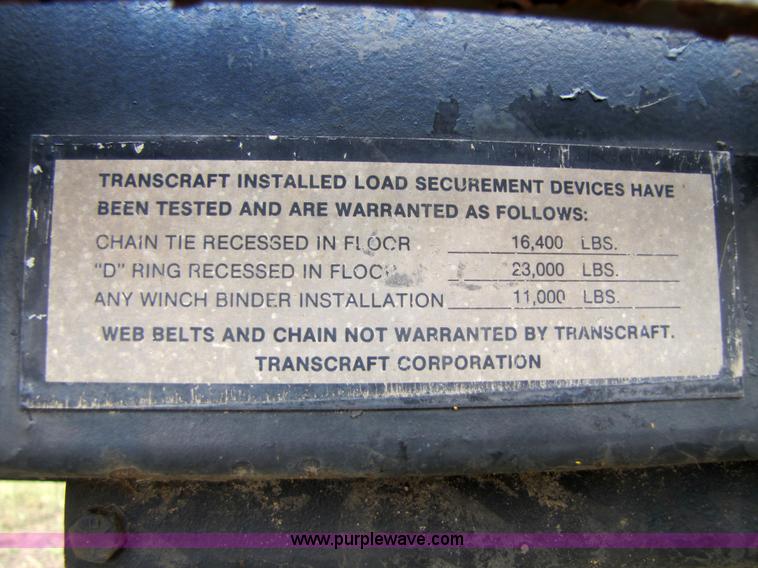 TRANSCRAFT INSTALLED LOAD SECUREMENT DEVICES HAVE
BEEN TESTED AND ARE WARRANTED AS FOLLOWS:
CHAIN TIE RECESSED IN FLOOR 16,400 LBS.
"D" RING RECESSED IN FLOOR 23,000 LBS.
ANY WINCH BINDER INSTALLATION 11,000 LBS.
WEB BELTS AND CHAIN NOT WARRANTED BY TRANSCRAFT.
TRANSCRAFT CORPORATION
www.purplewave.com